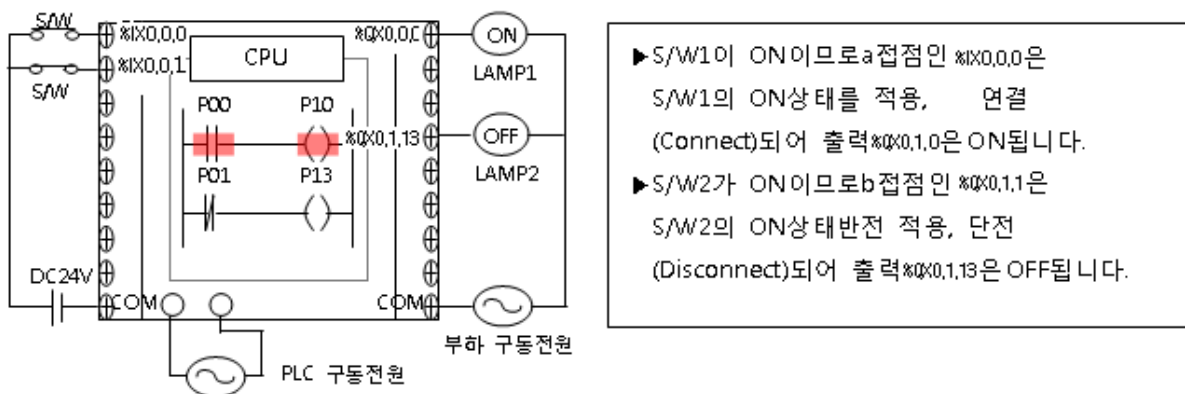 S/W
%IX0,0,0
%QX0,0,0
ON
LAMP1
%IX0,0,1
CPU
S/W
P00
P10
%QX0,1,13
OFF
LAMP2
P01
P13
DC24V
COM
COM
부하 구동전원
PLC 구동전원
▶S/W1이 ON이므로a접점인 %IX0,0,0은
S/W1의 ON상태를 적용, 연결
(Connect)되어 출력%QX0,1,0은ON됩니다.
▶S/W2가 ON이므로b접점인 %QX0,1,1은
S/W2의 ON상태반전 적용, 단전
(Disconnect)되어 출력%QX0,1,13은OFF됩니다.